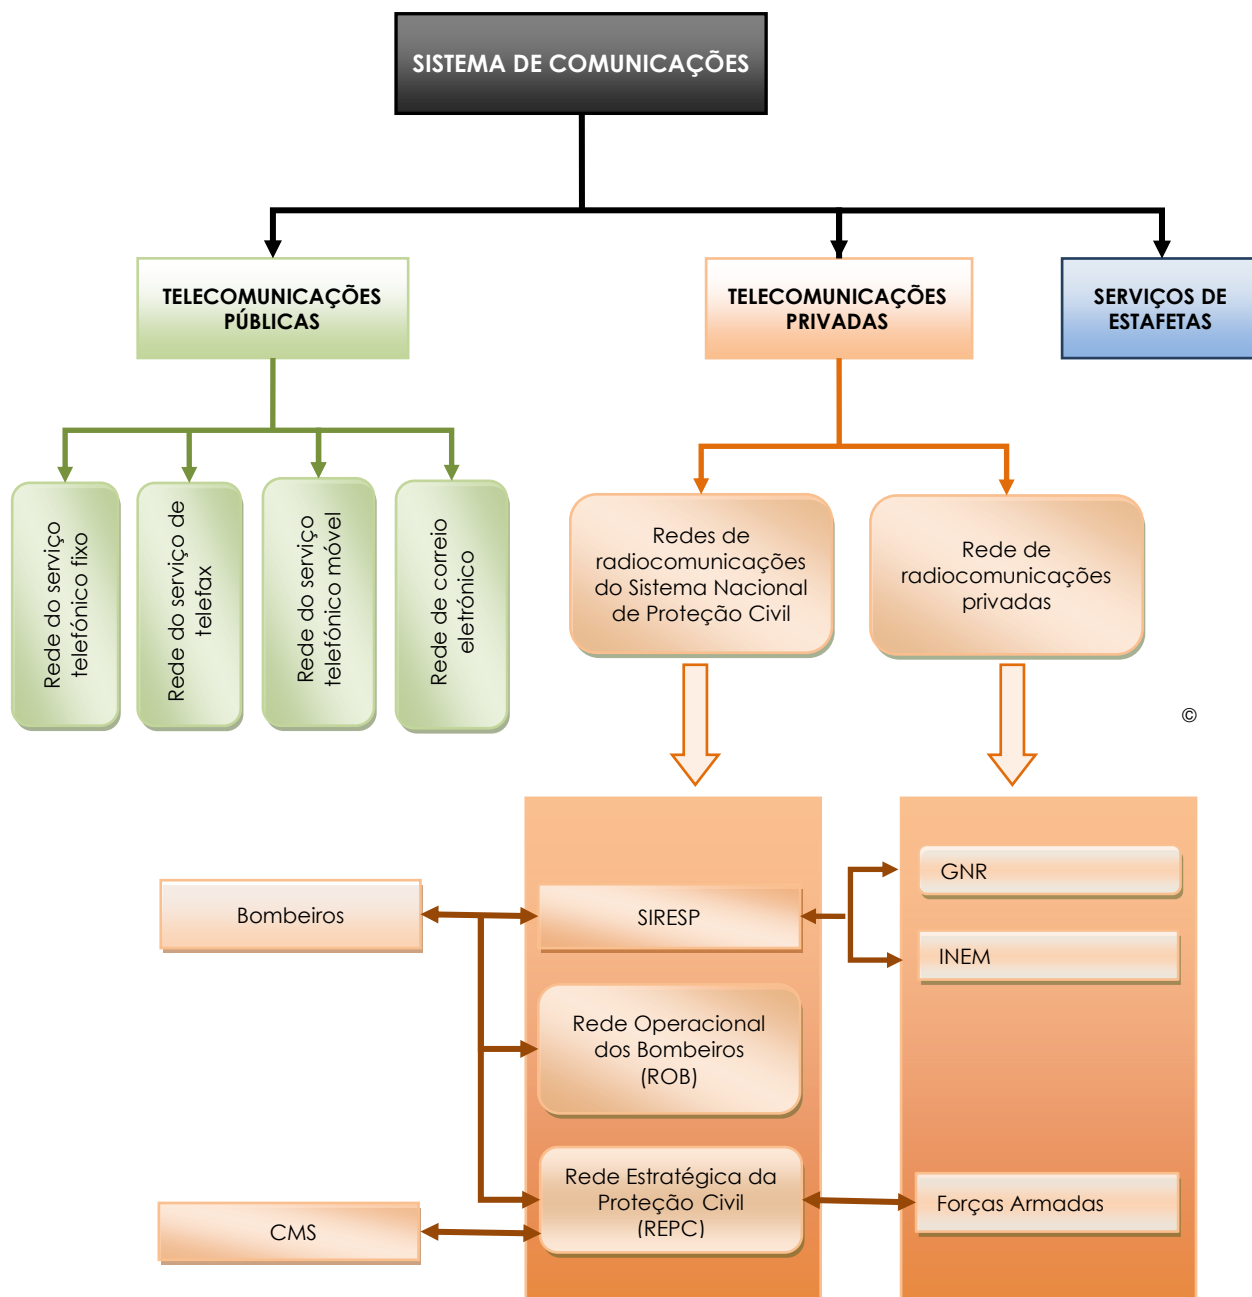 SISTEMA DE COMUNICAÇÕES
TELECOMUNICAÇÕES
PÚBLICAS
TELECOMUNICAÇÕES
PRIVADAS
SERVIÇOS DE
ESTAFETAS
Rede do serviço
telefónico fixo
Rede do serviço de
telefax
Rede do serviço
telefónico móvel
Rede de correio
eletrónico
Redes de
radiocomunicações
do Sistema Nacional
de Proteção Civil
Rede de
radiocomunicações
privadas
©
Bombeiros
SIRESP
GNR
INEM
Rede Operacional
dos Bombeiros
(ROB)
Rede Estratégica da
Proteção Civil
(REPC)
CMS
Forças Armadas